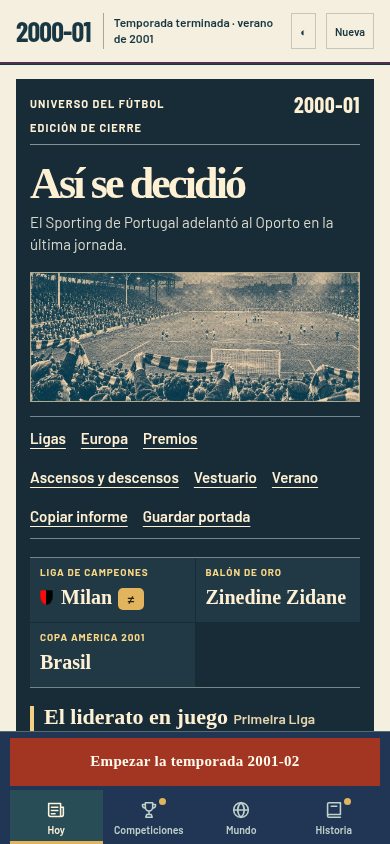 2000-01
Temporada terminada · verano
de 2001
Nueva
UNIVERSO DEL FÚTBOL
EDICIÓN DE CIERRE
2000-01
Así se decidió
El Sporting de Portugal adelantó al Oporto en la
última jornada.
Ligas Europa Premios
Ascensos y descensos Vestuario Verano
Copiar informe Guardar portada
LIGA DE CAMPEONES
Milan ≠
BALÓN DE ORO
Zinedine Zidane
COPA AMÉRICA 2001
Brasil
El liderato en juego Primeira Liga
Empezar la temporada 2001-02
Hoy
Competiciones
Mundo
Historia